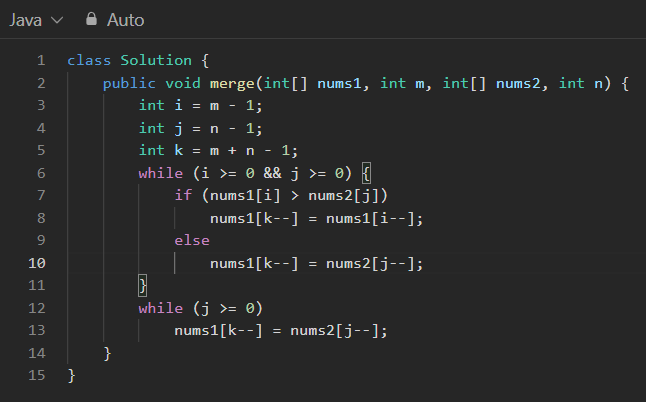 Java Auto
1 class Solution {
2     public void merge(int[] nums1, int m, int[] nums2, int n) {
3         int i = m - 1;
4         int j = n - 1;
5         int k = m + n - 1;
6         while (i >= 0 && j >= 0) {
7             if (nums1[i] > nums2[j])
8                 nums1[k--] = nums1[i--];
9             else
10                 nums1[k--] = nums2[j--];
11         }
12         while (j >= 0)
13             nums1[k--] = nums2[j--];
14     }
15 }